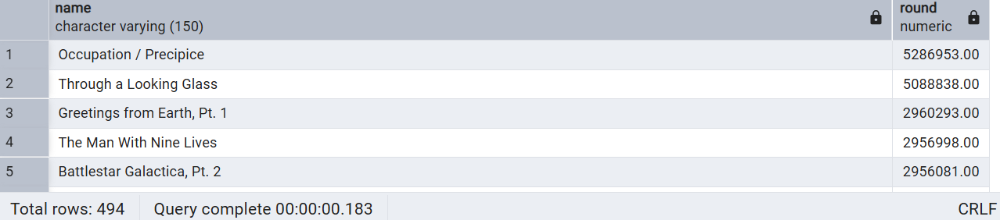 name round
character varying (150) numeric
1 Occupation / Precipice 5286953.00
2 Through a Looking Glass 5088838.00
3 Greetings from Earth, Pt. 1 2960293.00
4 The Man With Nine Lives 2956998.00
5 Battlestar Galactica, Pt. 2 2956081.00
Total rows: 494 Query complete 00:00:00.183 CRLF